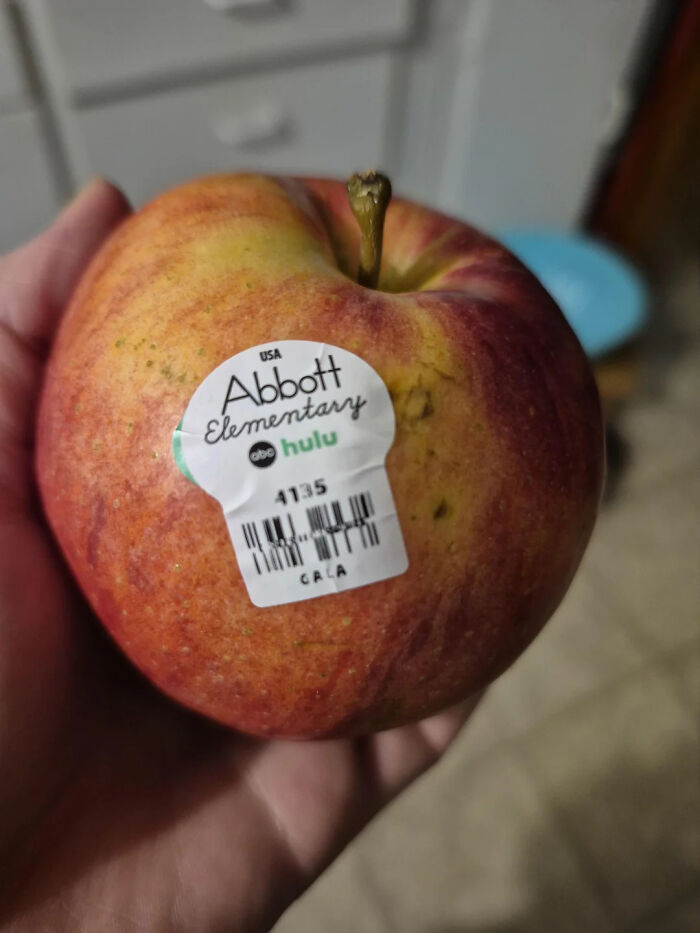 USA
Abbott
Elementary
abc hulu
4135
GALA